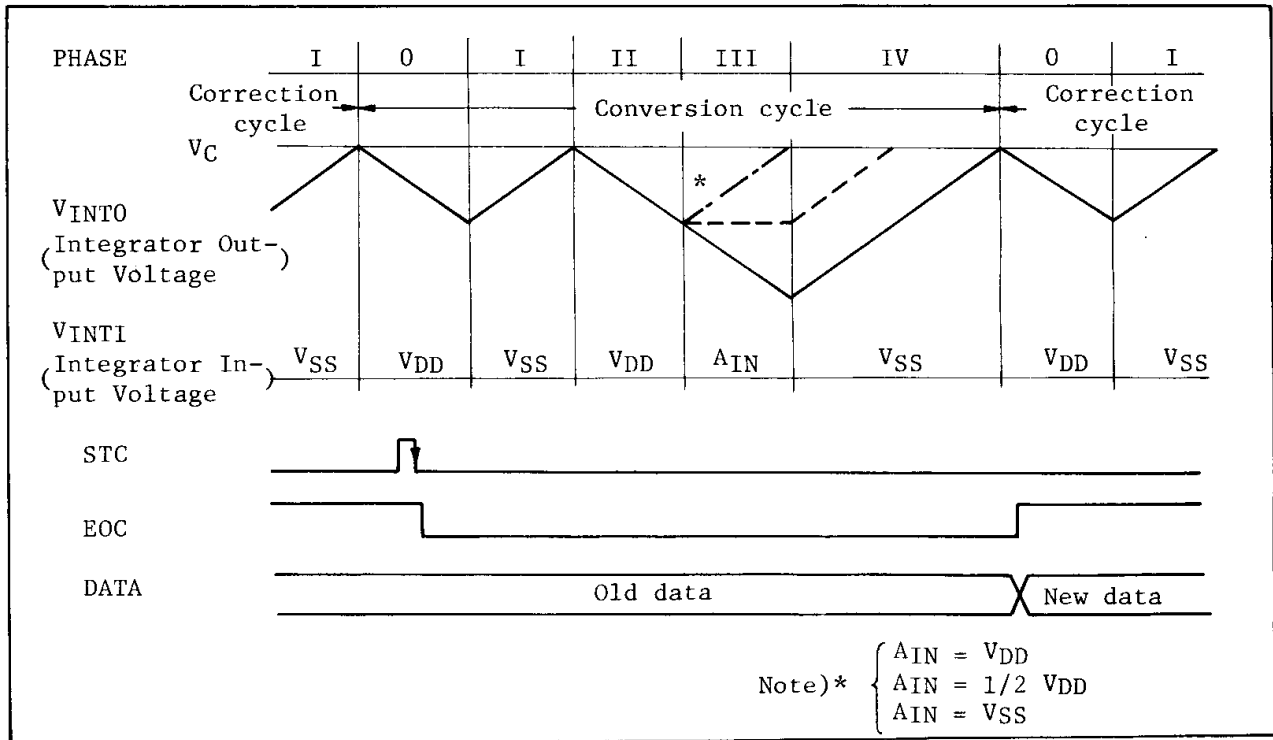 PHASE I O I II III IV O I
Correction cycle
Conversion cycle
Correction cycle
VC
*
VINTO
(Integrator Out-
put Voltage)
VINTI
(Integrator In-
put Voltage)
VSS VDD VSS VDD AIN VSS VDD VSS
STC
EOC
DATA
Old data
New data
Note)* { AIN = VDD
AIN = 1/2 VDD
AIN = VSS